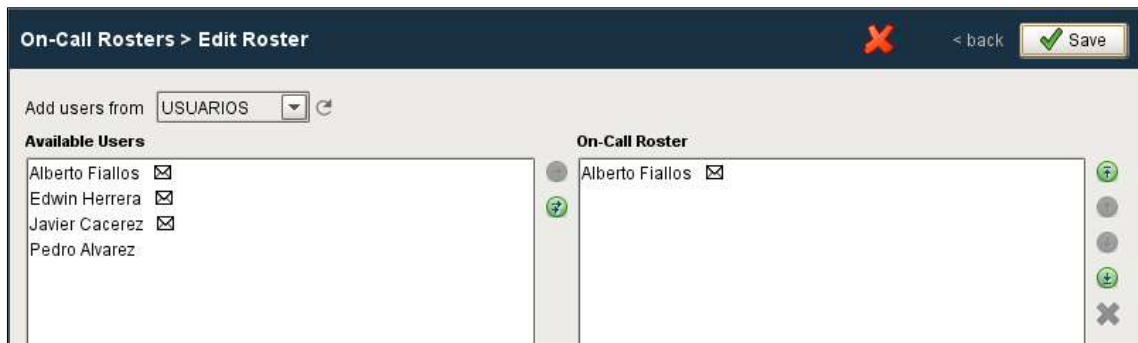 On-Call Rosters > Edit Roster
< back
Save
Add users from USUARIOS
Available Users
Alberto Fiallos
Edwin Herrera
Javier Cacerez
Pedro Alvarez
On-Call Roster
Alberto Fiallos